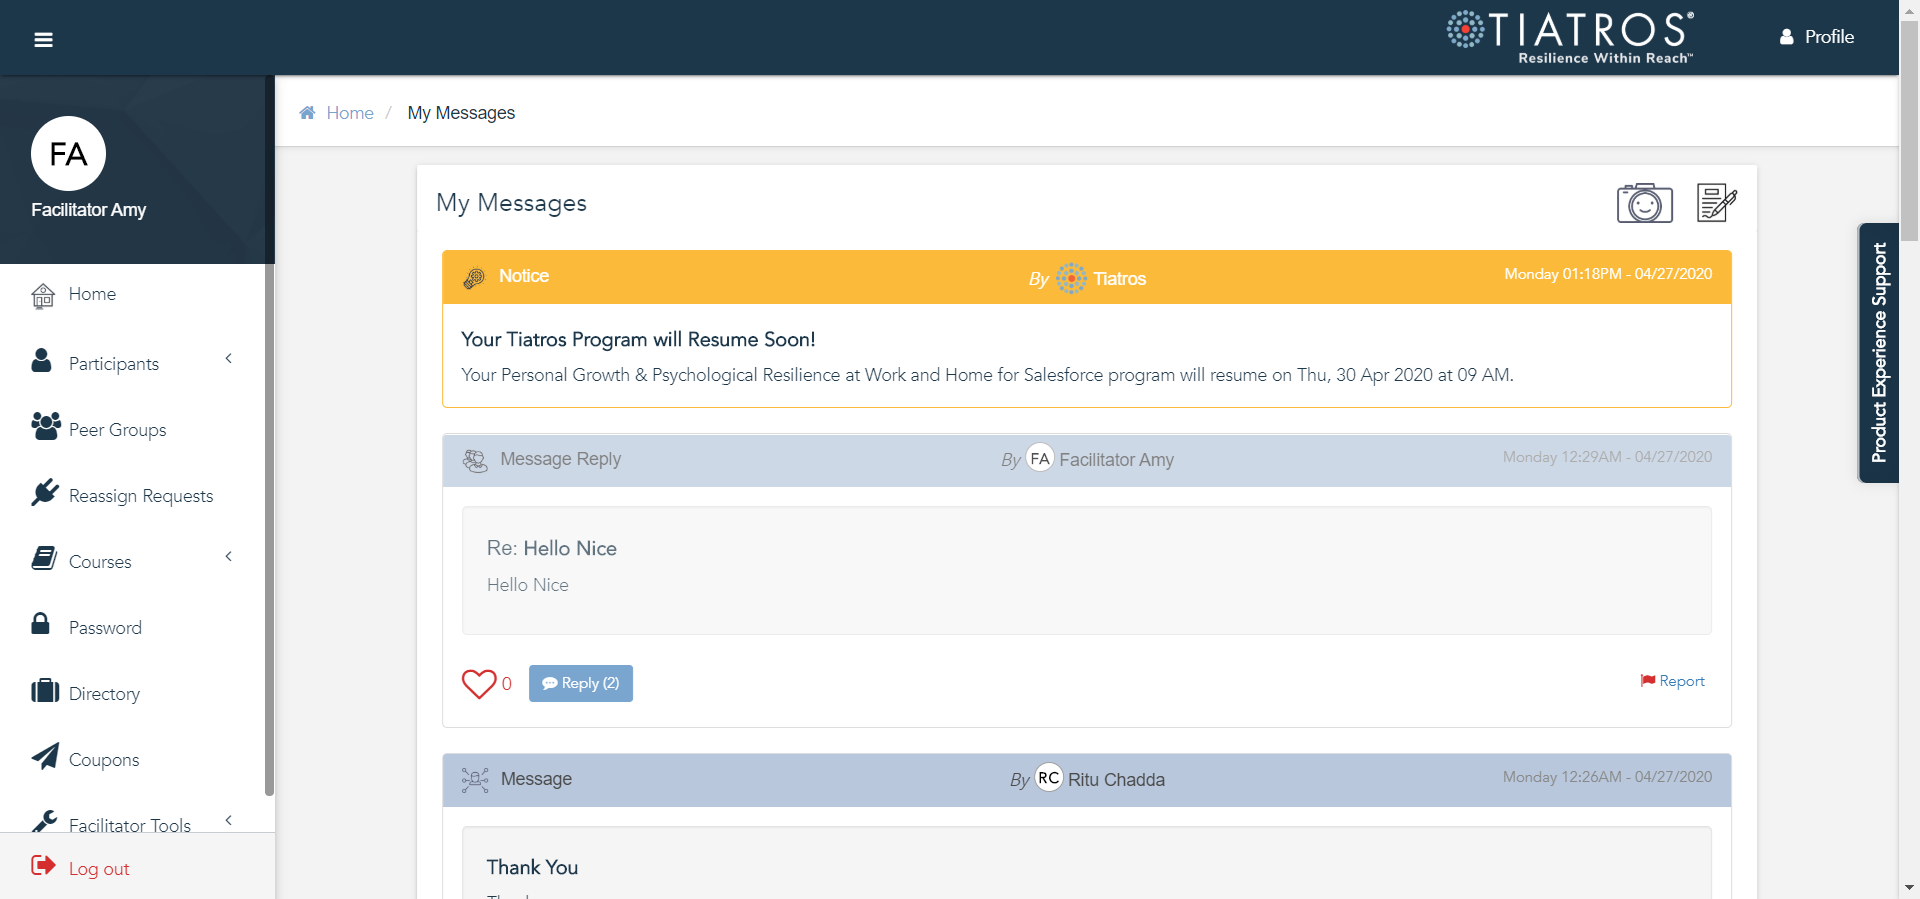 TIATROS®
Resilience Within Reach™
Profile
FA
Facilitator Amy
Home
Participants
Peer Groups
Reassign Requests
Courses
Password
Directory
Coupons
Facilitator Tools
Log out
Home / My Messages
My Messages
Notice By Tiatros Monday 01:18PM - 04/27/2020
Your Tiatros Program will Resume Soon!
Your Personal Growth & Psychological Resilience at Work and Home for Salesforce program will resume on Thu, 30 Apr 2020 at 09 AM.
Message Reply By FA Facilitator Amy Monday 12:29AM - 04/27/2020
Re: Hello Nice
Hello Nice
0 Reply (2) Report
Message By RC Ritu Chadda Monday 12:26AM - 04/27/2020
Thank You
Product Experience Support